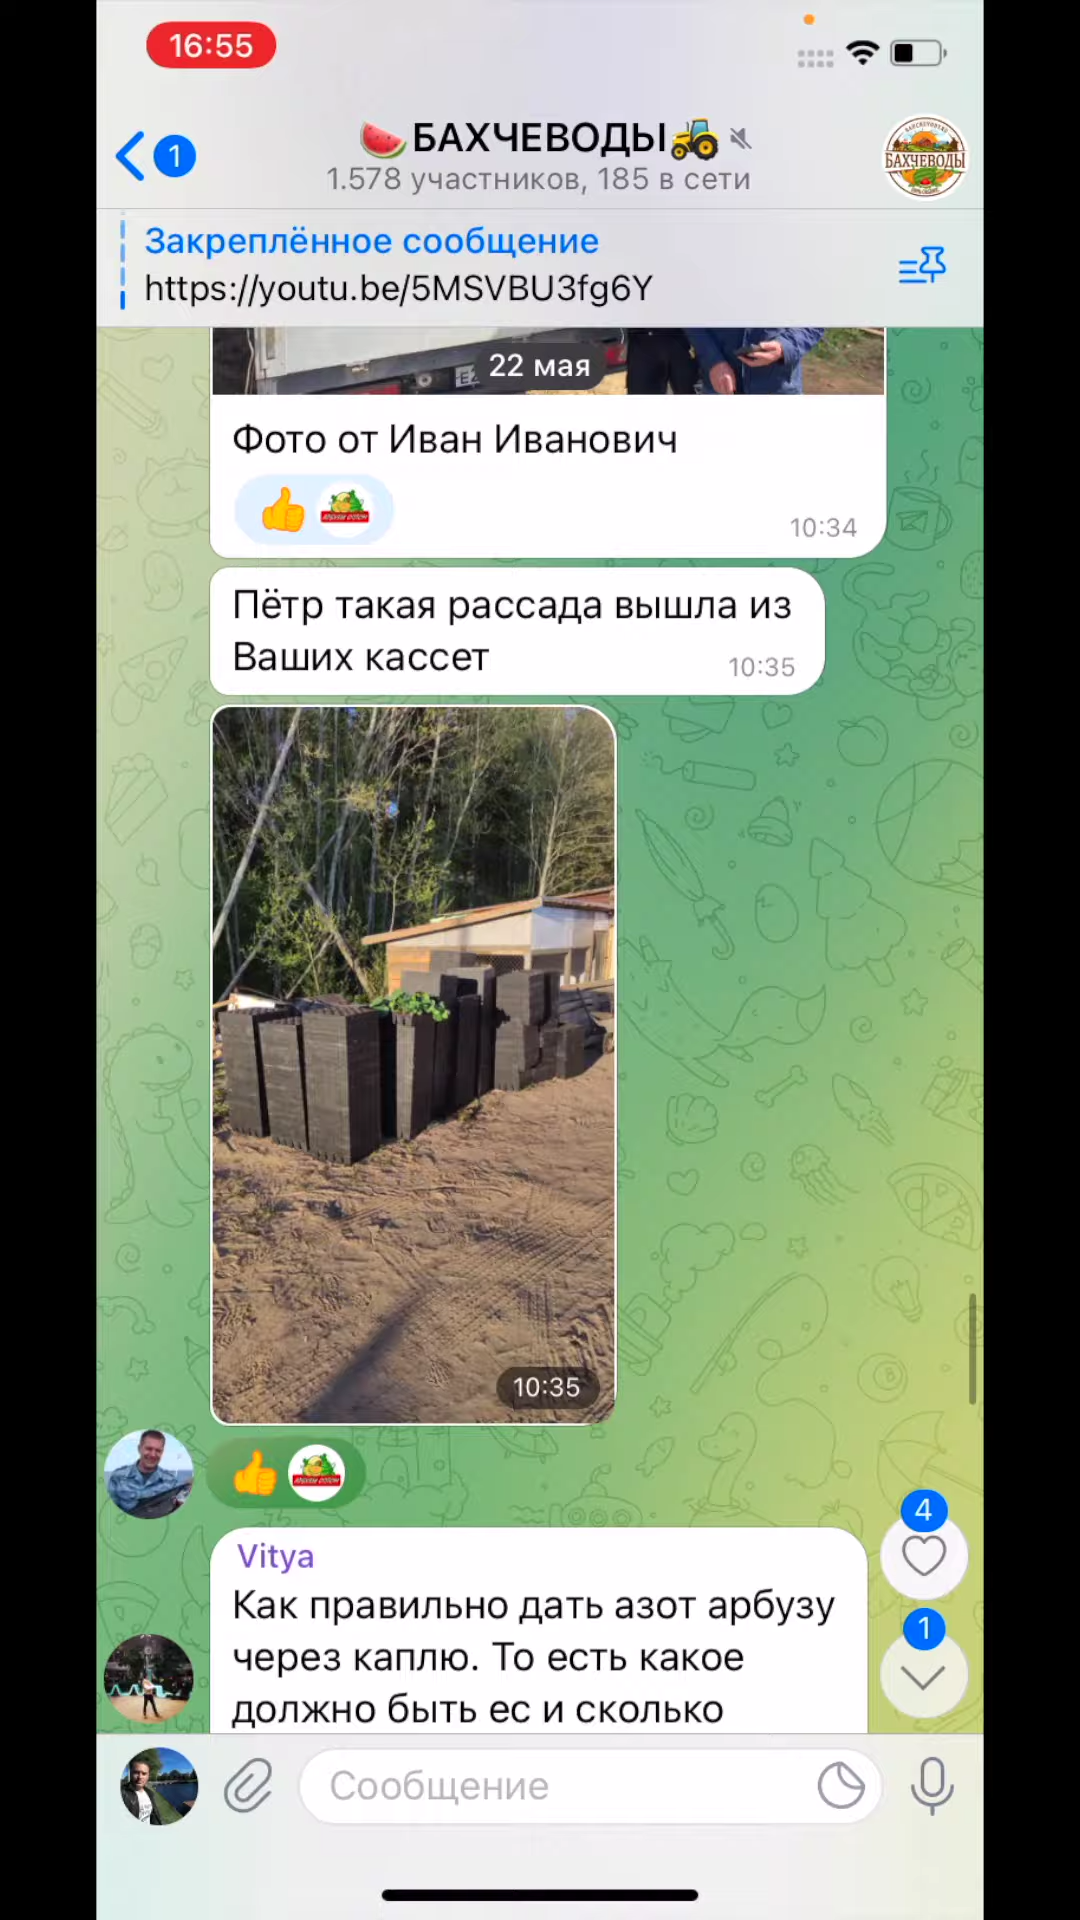 16:55
1
🍉БАХЧЕВОДЫ🚜
1.578 участников, 185 в сети
БАХЧЕВОДЫ
Закреплённое сообщение
https://youtu.be/5MSVBU3fg6Y
22 мая
Фото от Иван Иванович
10:34
Пётр такая рассада вышла из
Ваших кассет
10:35
10:35
4
Vitya
Как правильно дать азот арбузу
1
через каплю. То есть какое
должно быть ес и сколько
Сообщение